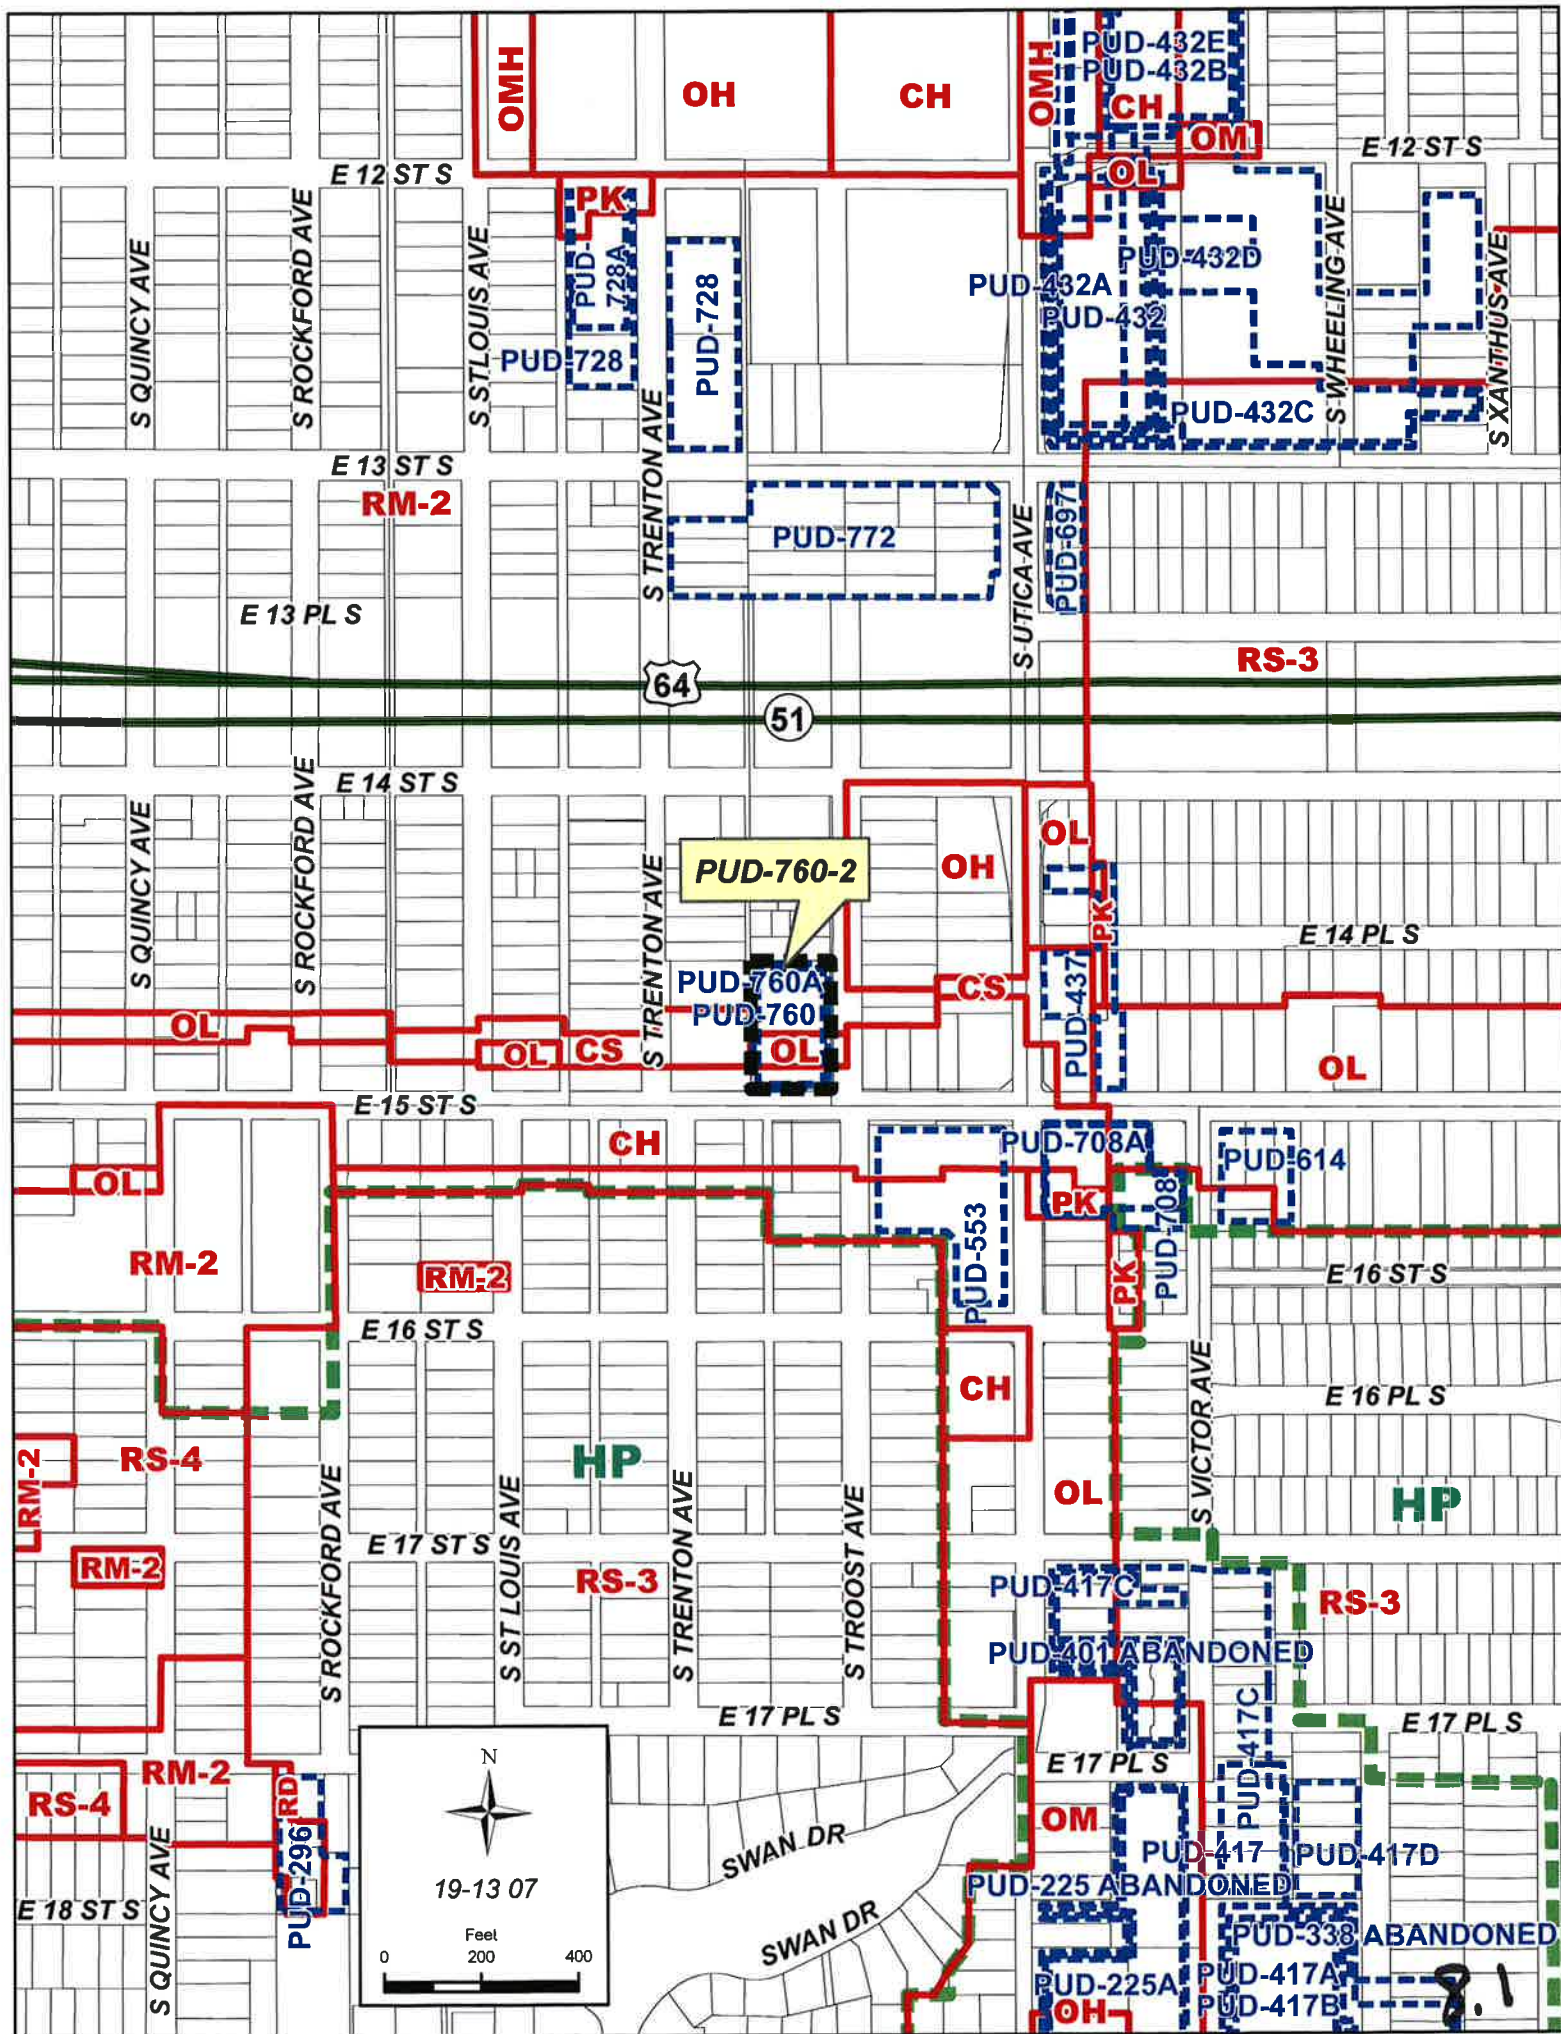 OMH
OH
CH
OMH
PUD-432E
PUD-432B
CH
OM
OL
E 12 ST S
E 12 ST S
PK
PUD-
728A
PUD-728
PUD-728
S QUINCY AVE
S ROCKFORD AVE
S STLOUIS AVE
S TRENTON AVE
PUD-432A
PUD-432
PUD-432D
PUD-432C
S WHEELING AVE
S XANTHUS AVE
E 13 ST S
RM-2
PUD-772
S UTICA AVE
PUD-697
E 13 PL S
RS-3
64
51
E 14 ST S
S QUINCY AVE
S ROCKFORD AVE
S TRENTON AVE
PUD-760-2
OH
OL
PK
E 14 PL S
PUD-760A
PUD-760
CS
PUD-437
OL
OL
CS
OL
OL
E 15 ST S
CH
PUD-708A
PUD-614
OL
PK
PUD-708
PUD-553
RM-2
RM-2
PK
E 16 ST S
E 16 ST S
CH
S VICTOR AVE
E 16 PL S
RM-2
RS-4
HP
OL
HP
S ROCKFORD AVE
S ST LOUIS AVE
S TRENTON AVE
S TROOST AVE
E 17 ST S
RM-2
RS-3
PUD-417C
RS-3
PUD-401 ABANDONED
E 17 PL S
PUD-417C
E 17 PL S
E 17 PL S
RM-2
RS-4
RD
PUD-296
N
19-13 07
Feet
0 200 400
SWAN DR
OM
PUD-417
PUD-417D
PUD-225 ABANDONED
E 18 ST S
S QUINCY AVE
SWAN DR
PUD-338 ABANDONED
PUD-225A
PUD-417A
PUD-417B
OH
8.1